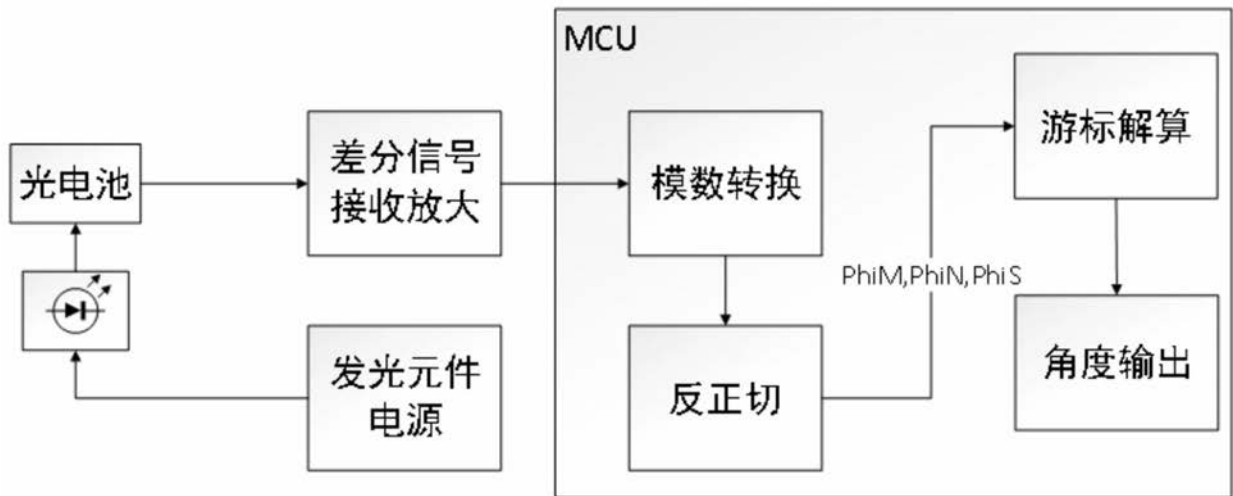 MCU
光电池
差分信号
接收放大
模数转换
游标解算
PhiM,PhiN,PhiS
发光元件
电源
反正切
角度输出